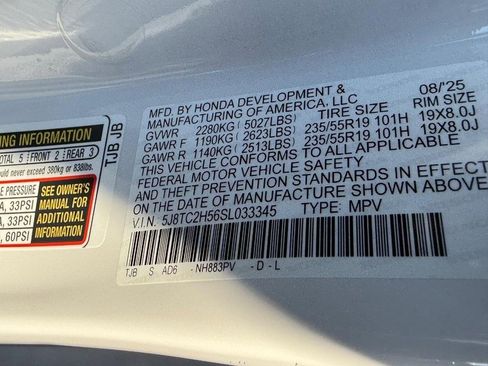 MFD. BY HONDA DEVELOPMENT & 08/'25
MANUFACTURING OF AMERICA, LLC TIRE SIZE RIM SIZE
GVWR 2280KG (5027LBS)
GAWR F 1190KG (2623LBS) 235/55R19 101H 19X8.0J
GAWR R 1140KG (2513LBS) 235/55R19 101H 19X8.0J
THIS VEHICLE CONFORMS TO ALL APPLICABLE
FEDERAL MOTOR VEHICLE SAFETY
AND THEFT PREVENTION STANDARDS IN EFFECT
ON THE DATE OF MANUFACTURE SHOWN ABOVE.
V.I.N. 5J8TC2H56SL033345 TYPE: MPV
TJB S AD6 - NH883PV - D - L
ING INFORMATION
TOTAL 5 FRONT 2 REAR 3
ould never exceed 380kg or 838lbs.
PRESSURE
33PSI
33PSI
60PSI
SEE OWNER'S
MANUAL FOR
ADDITIONAL
INFORMATION
TJB JB